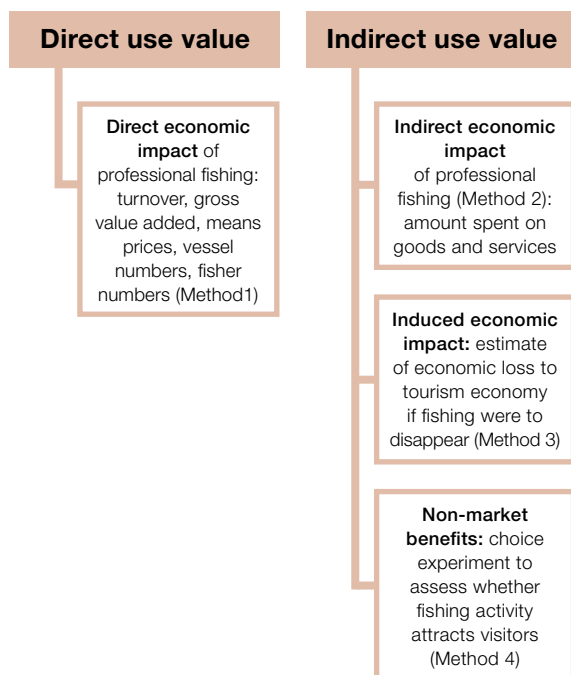 Direct use value
Direct economic
impact of
professional fishing:
turnover, gross
value added, means
prices, vessel
numbers, fisher
numbers (Method1)
Indirect use value
Indirect economic
impact
of professional
fishing (Method 2):
amount spent on
goods and services
Induced economic
impact: estimate
of economic loss to
tourism economy
if fishing were to
disappear (Method 3)
Non-market
benefits: choice
experiment to
assess whether
fishing activity
attracts visitors
(Method 4)